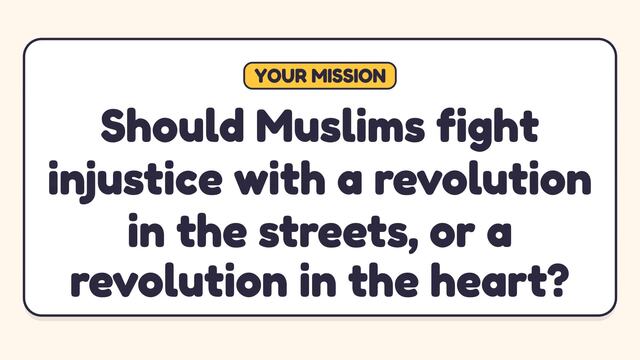 YOUR MISSION
Should Muslims fight
injustice with a revolution
in the streets, or a
revolution in the heart?